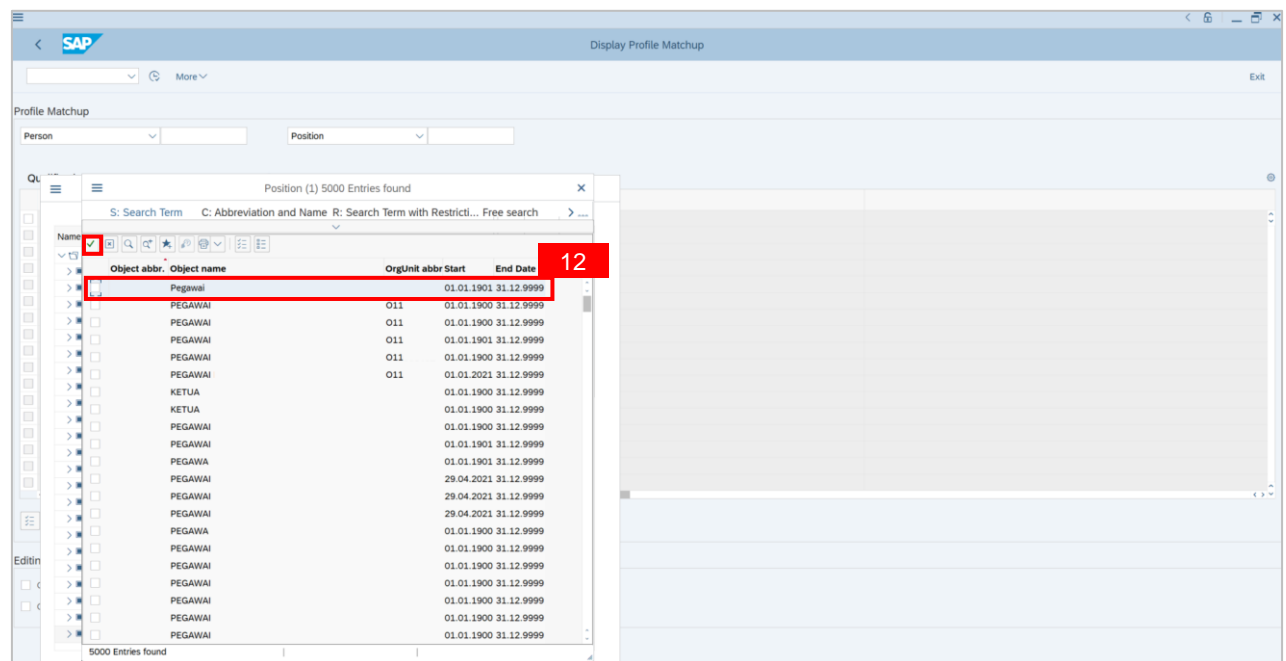 SAP
Display Profile Matchup
More
Exit
Profile Matchup
Person
Position
Position (1) 5000 Entries found
S: Search Term C: Abbreviation and Name R: Search Term with Restricti... Free search
Name
12
Object abbr. Object name OrgUnit abbr Start End Date
Pegawai 01.01.1901 31.12.9999
PEGAWAI O11 01.01.1900 31.12.9999
PEGAWAI O11 01.01.1900 31.12.9999
PEGAWAI O11 01.01.1901 31.12.9999
PEGAWAI O11 01.01.1900 31.12.9999
PEGAWAI O11 01.01.2021 31.12.9999
KETUA 01.01.1900 31.12.9999
KETUA 01.01.1900 31.12.9999
PEGAWAI 01.01.1900 31.12.9999
PEGAWAI 01.01.1901 31.12.9999
PEGAWA 01.01.1901 31.12.9999
PEGAWAI 29.04.2021 31.12.9999
PEGAWAI 29.04.2021 31.12.9999
PEGAWAI 29.04.2021 31.12.9999
PEGAWA 01.01.1900 31.12.9999
PEGAWAI 01.01.1900 31.12.9999
PEGAWAI 01.01.1900 31.12.9999
PEGAWAI 01.01.1900 31.12.9999
PEGAWAI 01.01.1900 31.12.9999
PEGAWAI 01.01.1900 31.12.9999
PEGAWAI 01.01.1900 31.12.9999
Editin
5000 Entries found